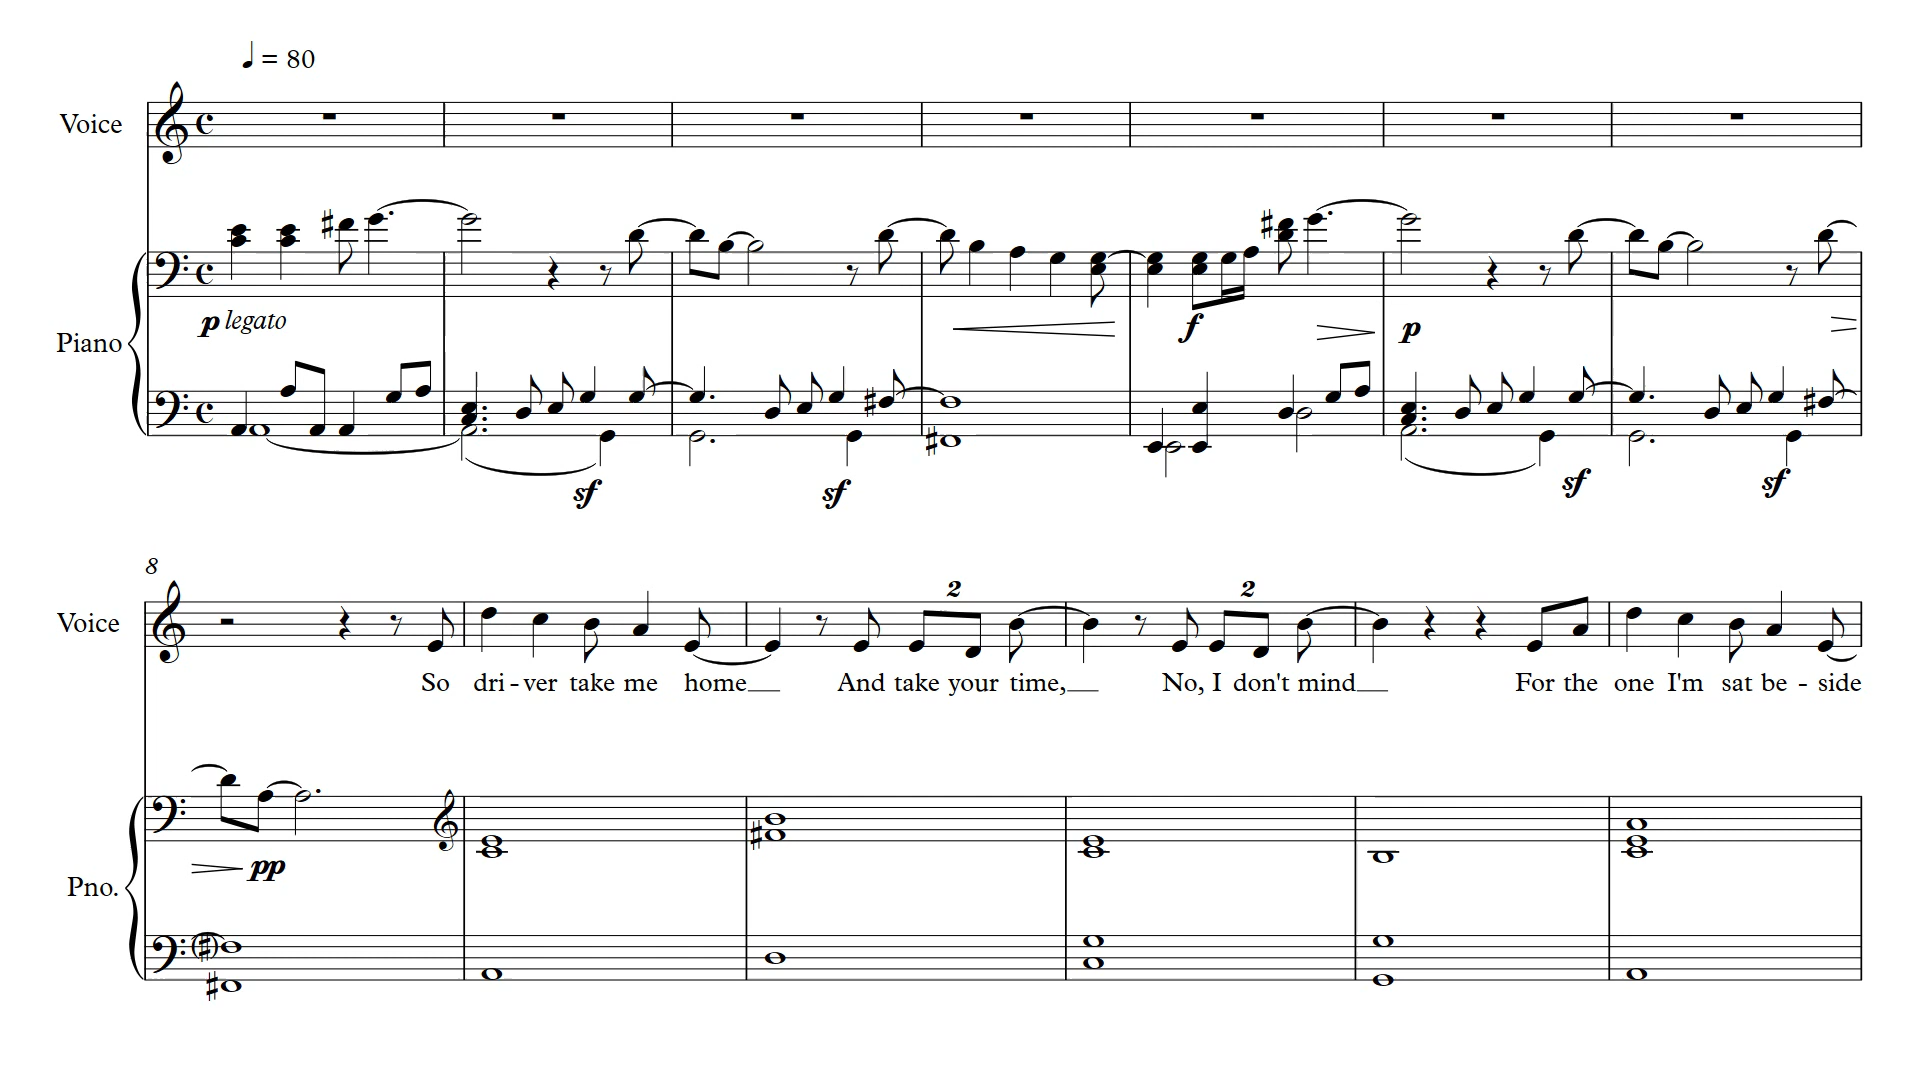 = 80
Voice
Piano
p legato
f
p
sf
sf
sf
sf
8
2
2
Voice
So dri - ver take me home And take your time, No, I don't mind For the one I'm sat be - side
pp
Pno.